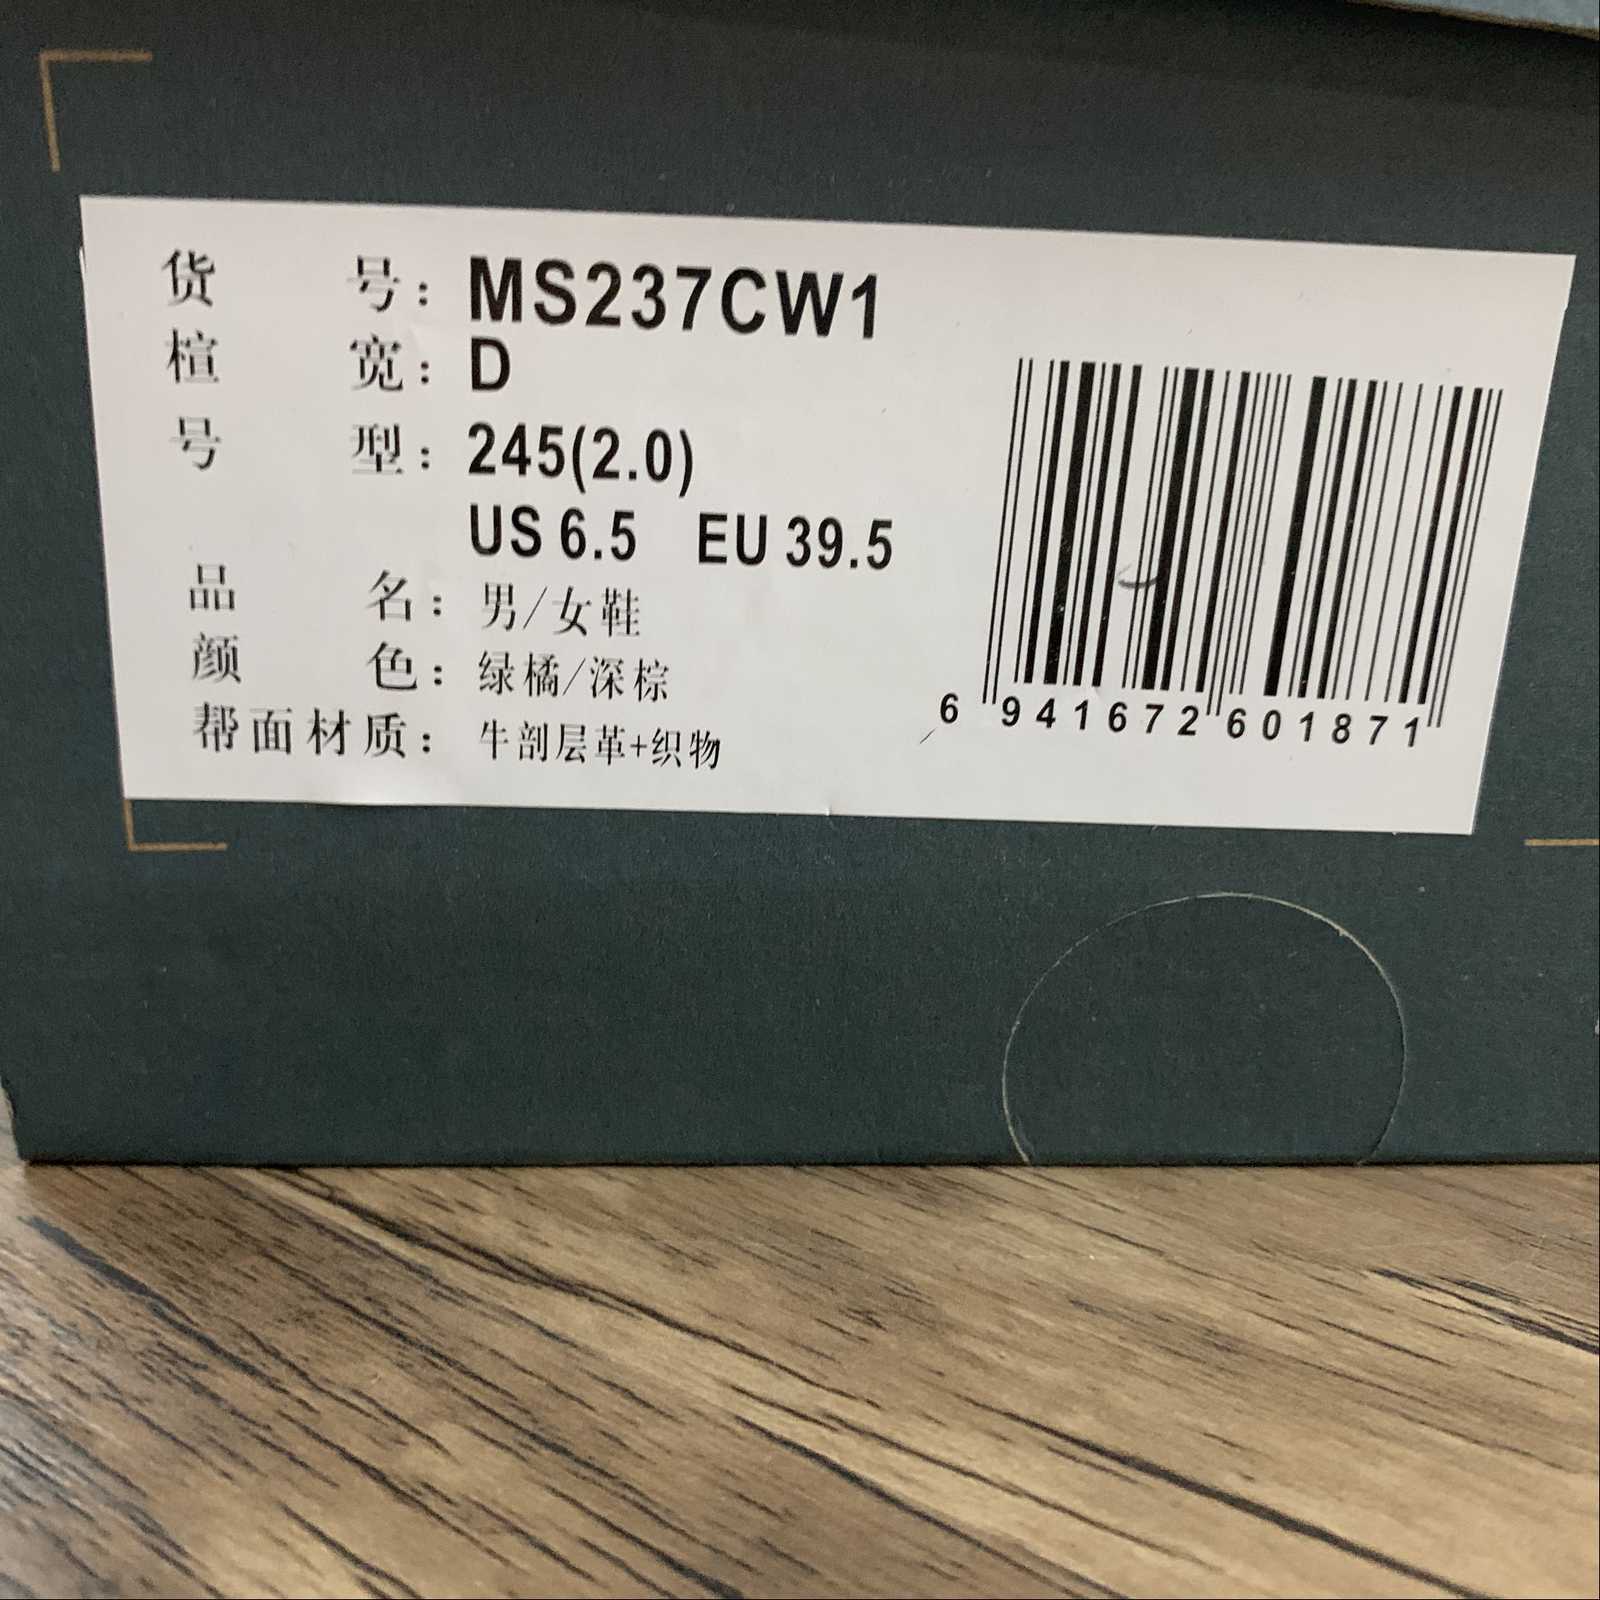 货 号：MS237CW1
楦 宽：D
号 型：245(2.0)
US 6.5 EU 39.5
品 名：男/女鞋
颜 色：绿橘/深棕
帮面材质：牛剖层革+织物
6 941672 601871